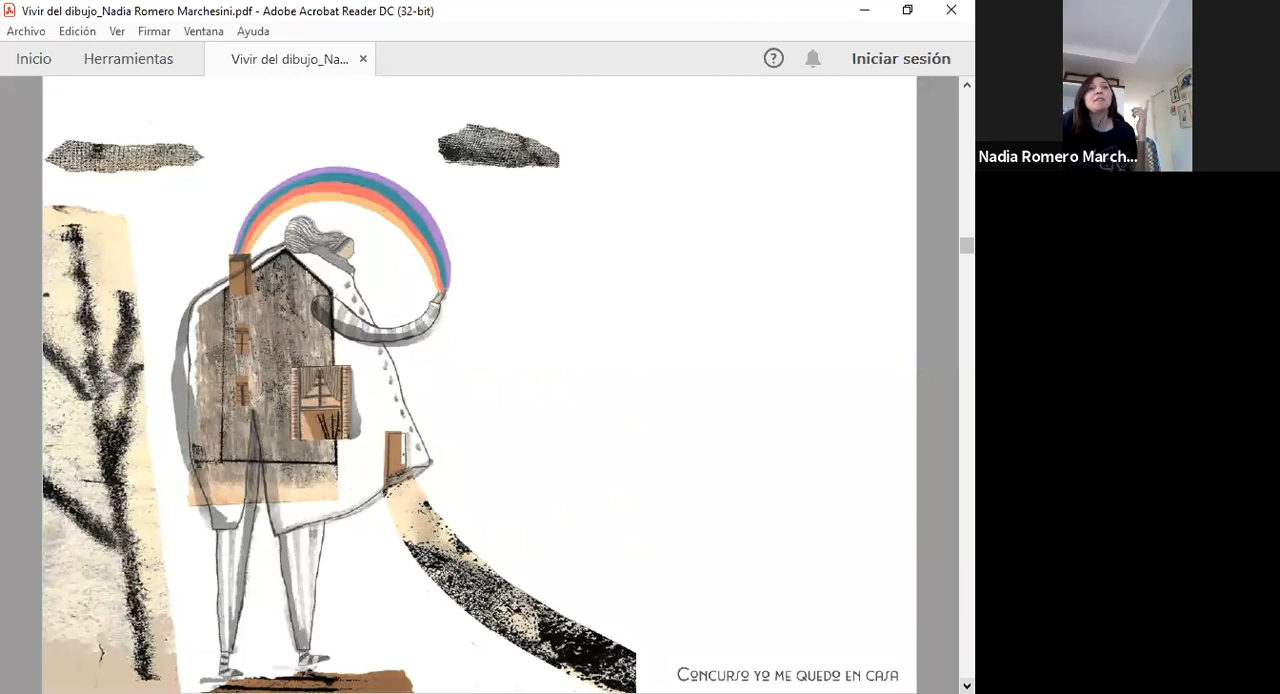 Vivir del dibujo_Nadia Romero Marchesini.pdf - Adobe Acrobat Reader DC (32-bit)
Archivo Edición Ver Firmar Ventana Ayuda
Inicio Herramientas Vivir del dibujo_Na... × ? Iniciar sesión
Nadia Romero March...
Concurso yo me quedo en casa